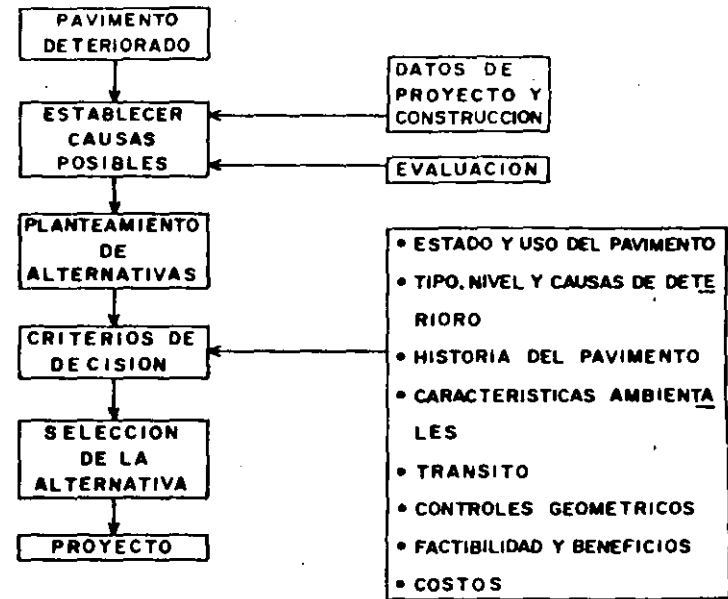 PAVIMENTO
DETERIORADO
ESTABLECER
CAUSAS
POSIBLES
DATOS DE
PROYECTO Y
CONSTRUCCION
EVALUACION
PLANTEAMIENTO
DE
ALTERNATIVAS
CRITERIOS DE
DECISION
SELECCION
DE LA
ALTERNATIVA
PROYECTO
• ESTADO Y USO DEL PAVIMENTO
• TIPO, NIVEL Y CAUSAS DE DETE
RIORO
• HISTORIA DEL PAVIMENTO
• CARACTERISTICAS AMBIENTA
LES
• TRANSITO
• CONTROLES GEOMETRICOS
• FACTIBILIDAD Y BENEFICIOS
• COSTOS